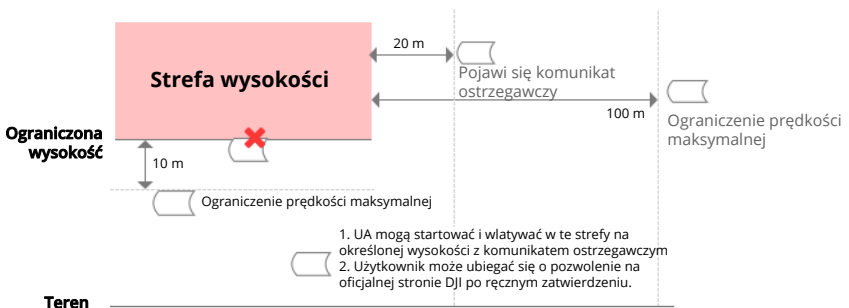 20 m
Strefa wysokości
Pojawi się komunikat
ostrzegawczy
100 m
Ograniczenie prędkości
maksymalnej
Ograniczona
wysokość
10 m
Ograniczenie prędkości maksymalnej
1. UA mogą startować i wlatywać w te strefy na
określonej wysokości z komunikatem ostrzegawczym
2. Użytkownik może ubiegać się o pozwolenie na
oficjalnej stronie DJI po ręcznym zatwierdzeniu.
Teren